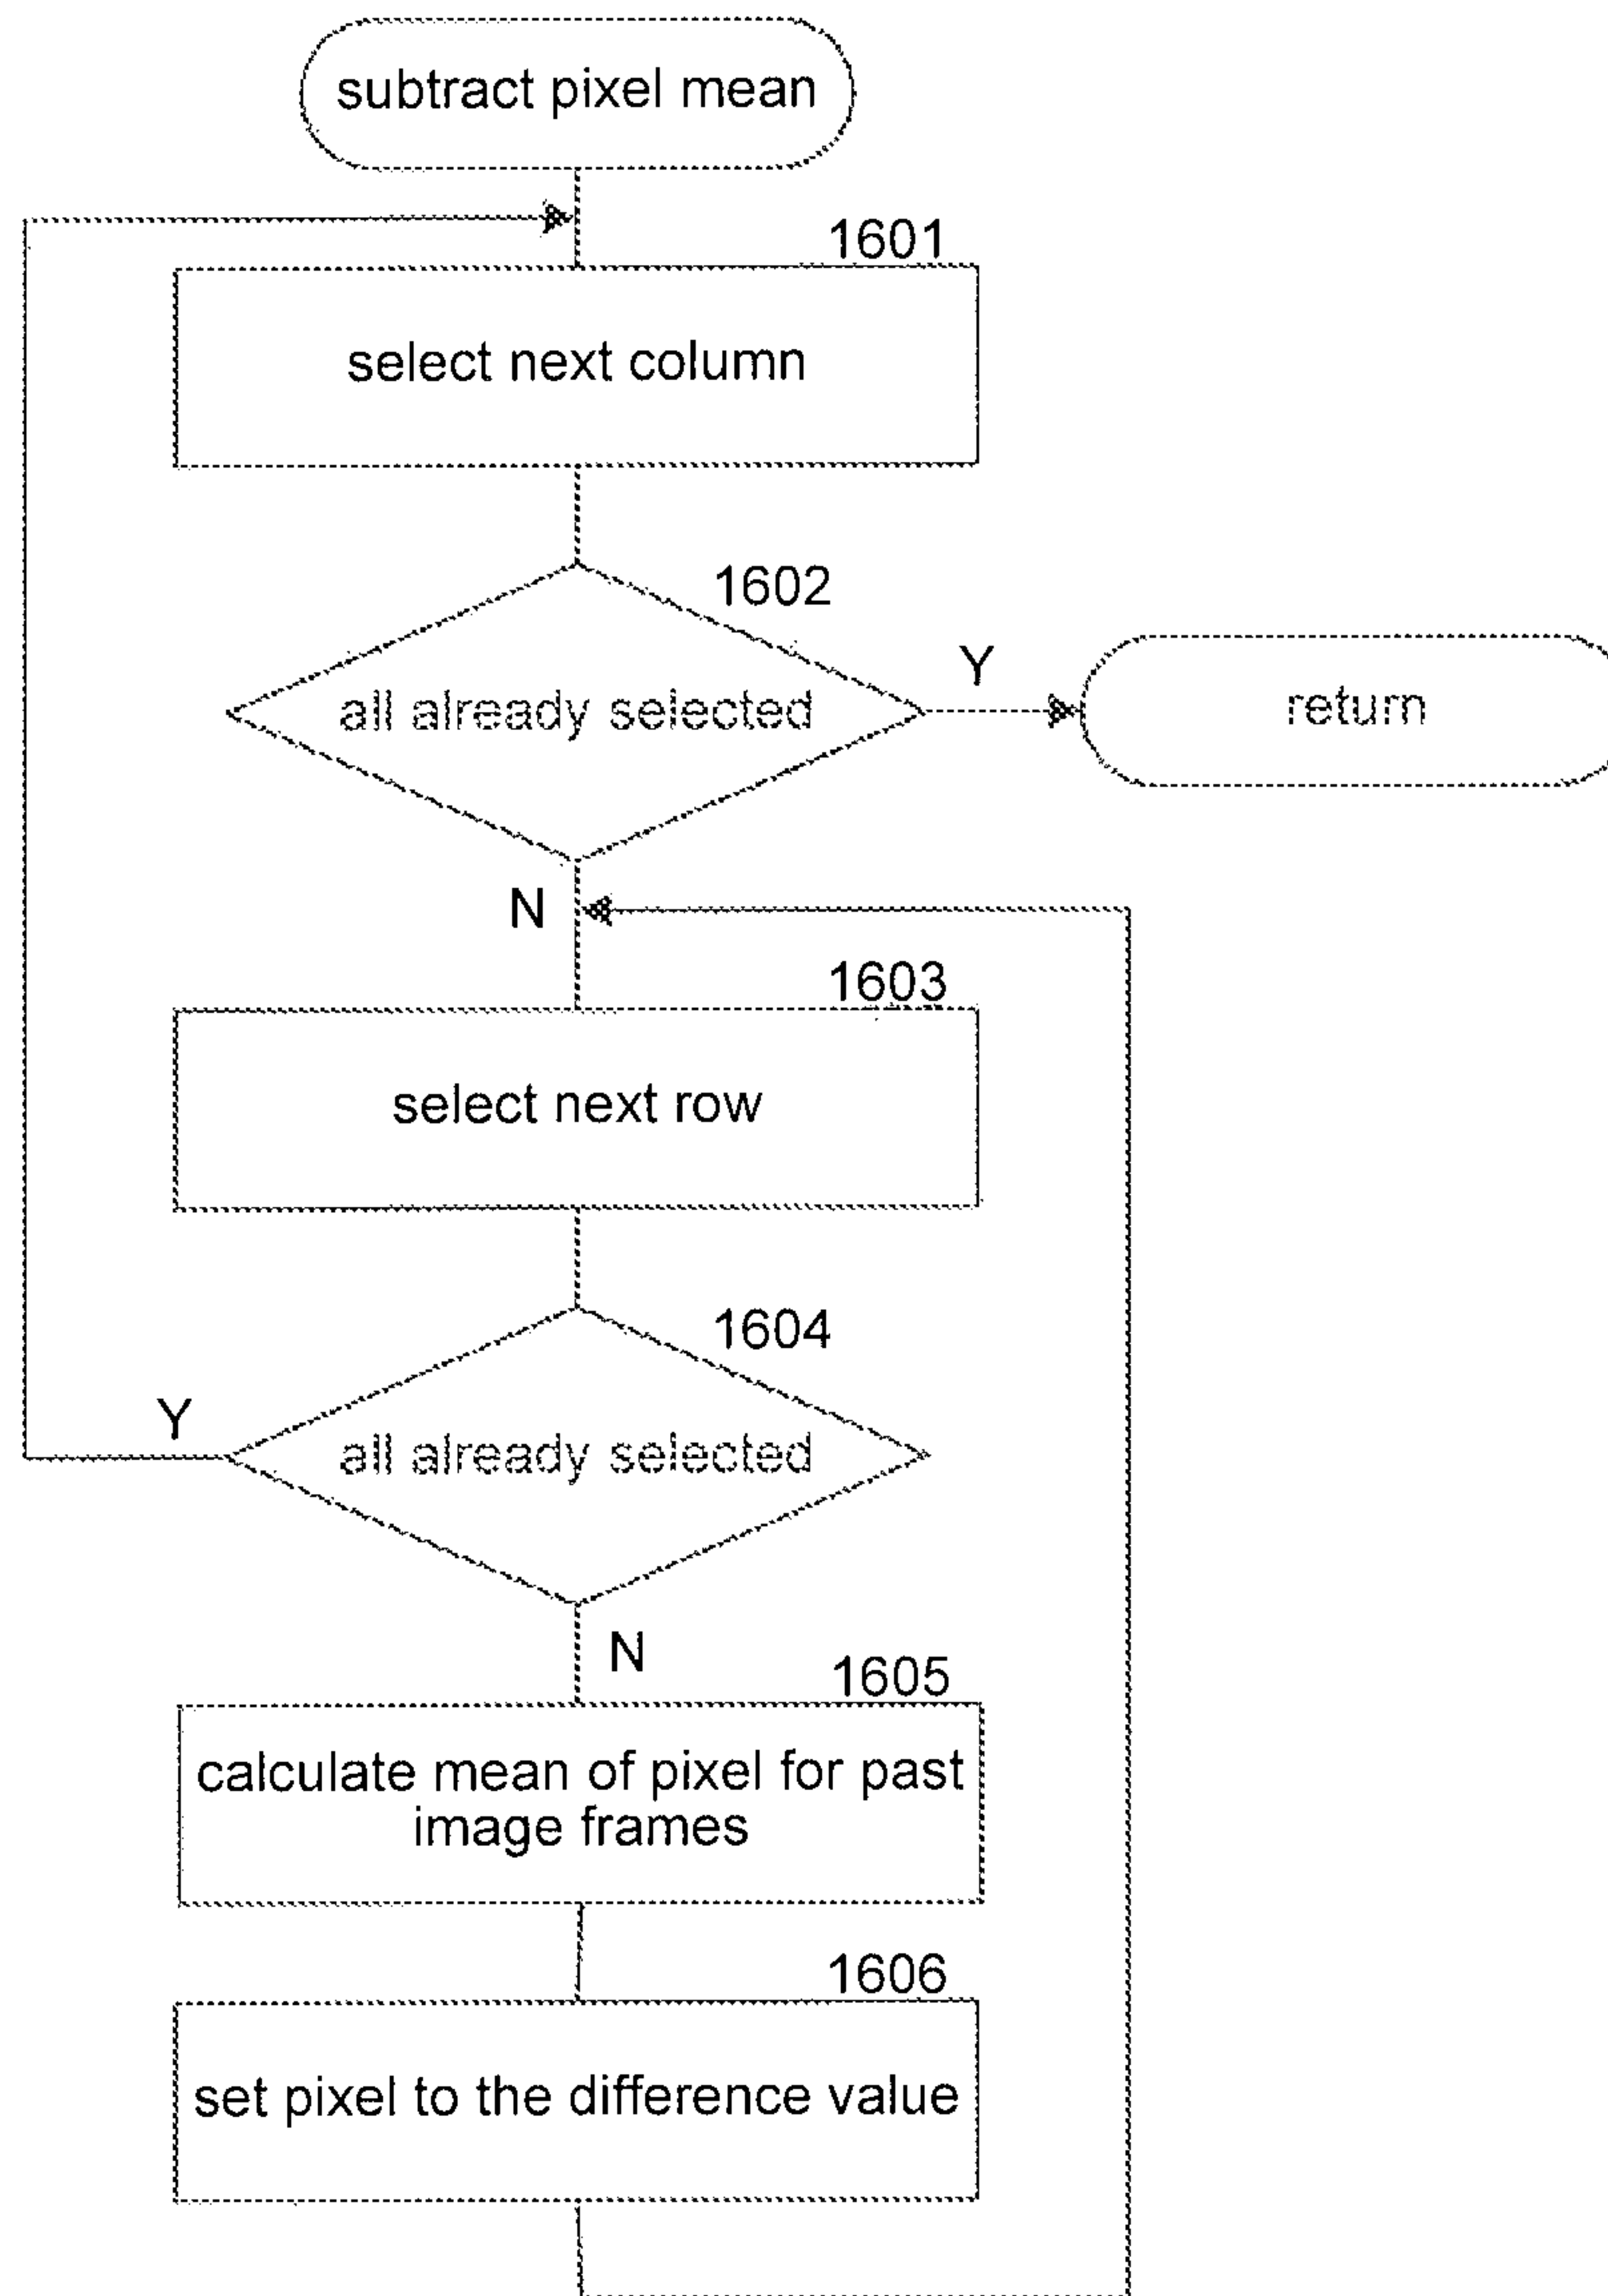 subtract pixel mean
1601
select next column
1602
all already selected
Y
return
N
1603
select next row
1604
Y
all already selected
N
1605
calculate mean of pixel for past
image frames
1606
set pixel to the difference value